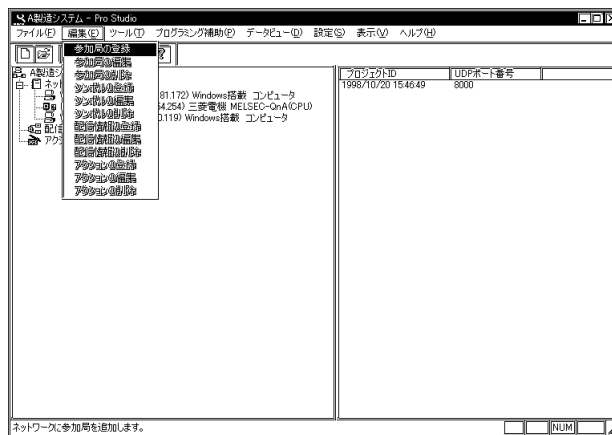 A製造システム - Pro Studio
ファイル(F) 編集(E) ツール(T) プログラミング補助(P) データビュー(D) 設定(S) 表示(V) ヘルプ(H)
参加局の登録
参加局の編集
参加局の削除
シンボルの登録
シンボルの編集
シンボルの削除
配信情報の登録
配信情報の編集
配信情報の削除
アクションの登録
アクションの編集
アクションの削除
A製造シ
ネッ
81.172) Windows搭載 コンピュータ
54.254) 三菱電機 MELSEC-QnA(CPU)
0.119) Windows搭載 コンピュータ
配信
アクシ
プロジェクトID UDPポート番号
1998/10/20 15:46:49 8000
ネットワークに参加局を追加します。
NUM